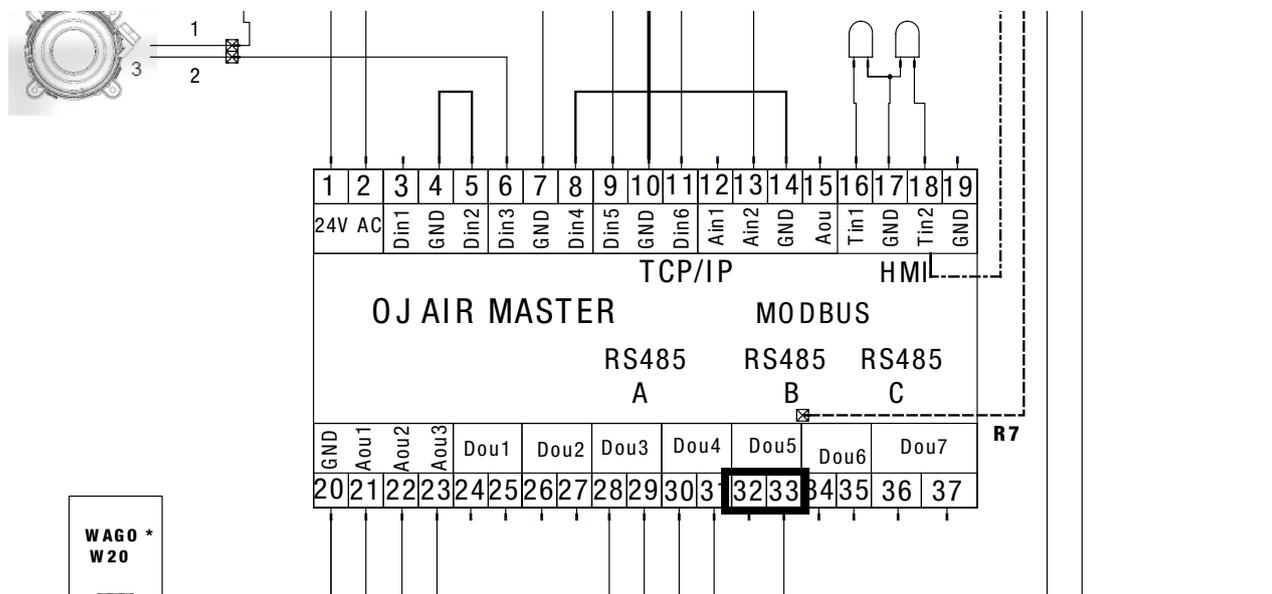 1
3
2
1 2 3 4 5 6 7 8 9 10 11 12 13 14 15 16 17 18 19
24V AC Din1 GND Din2 Din3 GND Din4 Din5 GND Din6 Ain1 Ain2 GND Aou Tin1 GND Tin2 GND
TCP/IP HMI
OJ AIR MASTER MODBUS
RS485 RS485 RS485
A B C
R7
GND Aou1 Aou2 Aou3 Dou1 Dou2 Dou3 Dou4 Dou5 Dou6 Dou7
20 21 22 23 24 25 26 27 28 29 30 31 32 33 34 35 36 37
WAGO *
W20